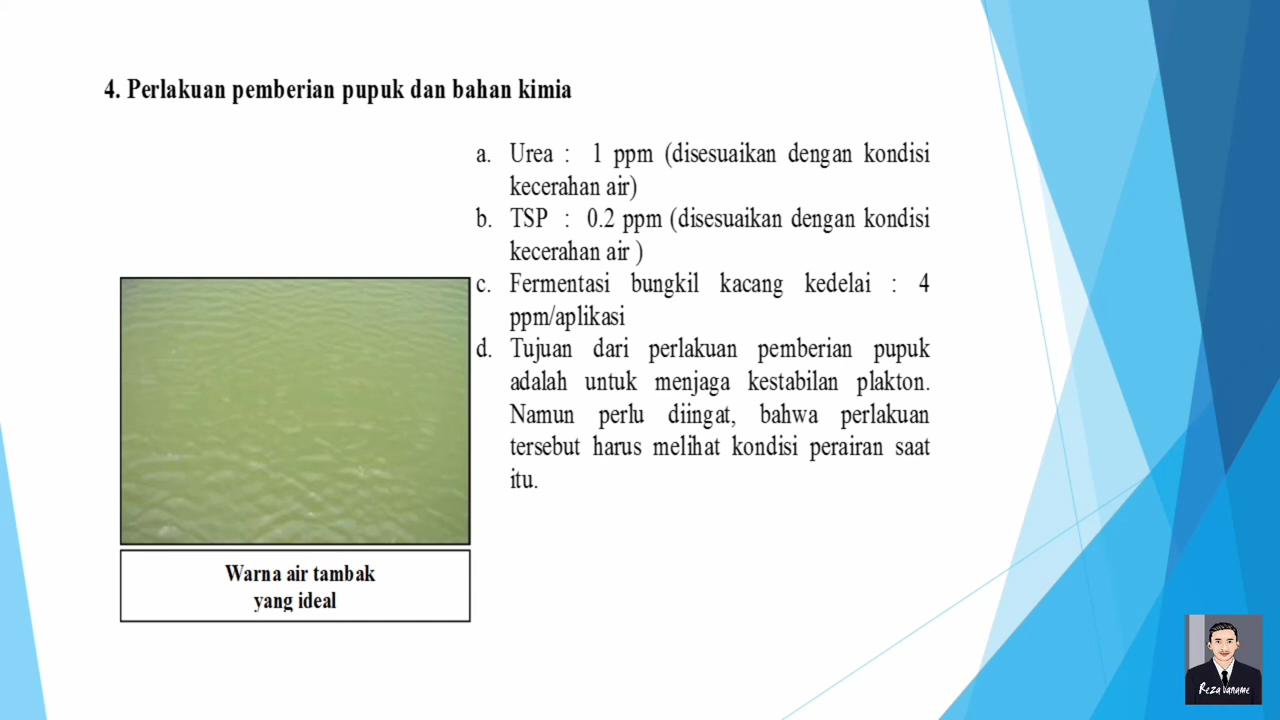 4. Perlakuan pemberian pupuk dan bahan kimia
a. Urea : 1 ppm (disesuaikan dengan kondisi
kecerahan air)
b. TSP : 0.2 ppm (disesuaikan dengan kondisi
kecerahan air )
c. Fermentasi bungkil kacang kedelai : 4
ppm/aplikasi
d. Tujuan dari perlakuan pemberian pupuk
adalah untuk menjaga kestabilan plakton.
Namun perlu diingat, bahwa perlakuan
tersebut harus melihat kondisi perairan saat
itu.
Warna air tambak
yang ideal
Reza Vaname